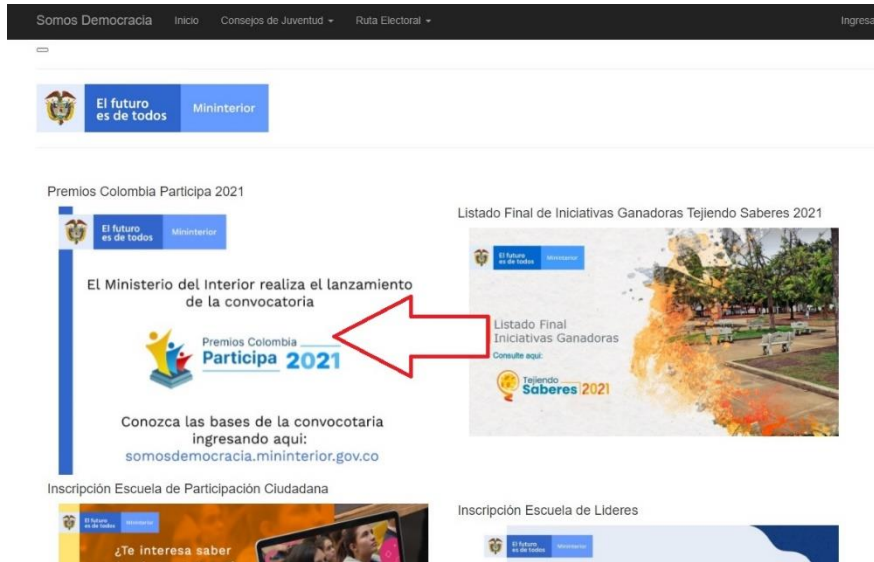 Somos Democracia Inicio Consejos de Juventud Ruta Electoral Ingresa
El futuro
es de todos
Mininterior
Premios Colombia Participa 2021
El futuro
es de todos
Mininterior
El Ministerio del Interior realiza el lanzamiento
de la convocatoria
Premios Colombia
Participa 2021
Conozca las bases de la convocotaria
ingresando aqui:
somosdemocracia.mininterior.gov.co
Listado Final de Iniciativas Ganadoras Tejiendo Saberes 2021
El futuro
es de todos
Mininterior
Listado Final
Iniciativas Ganadoras
Consulte aquí:
Tejiendo
Saberes 2021
Inscripción Escuela de Participación Ciudadana
El futuro
es de todos
Mininterior
¿Te interesa saber
Inscripción Escuela de Lideres
El futuro
es de todos
Mininterior